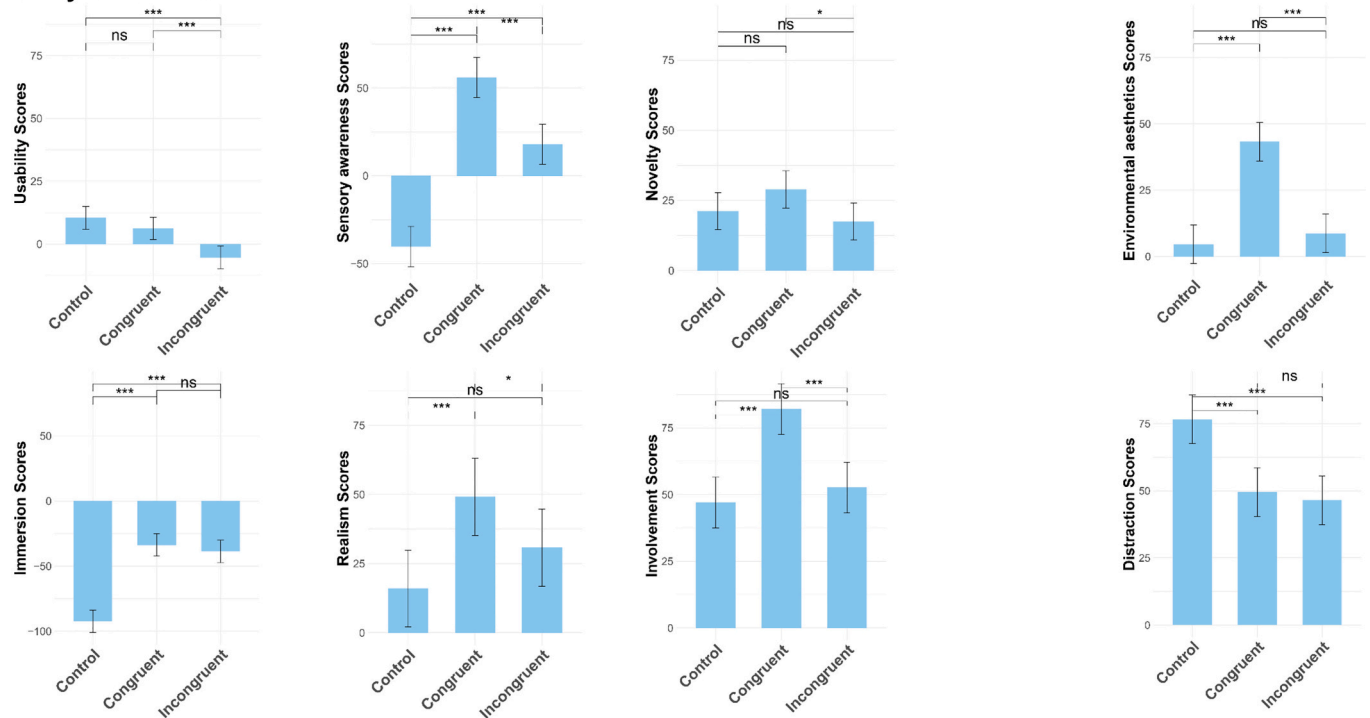 Usability Scores
75
50
25
0
***
***
ns
Control
Congruent
Incongruent
Sensory awareness Scores
50
0
−50
***
***
***
Control
Congruent
Incongruent
Novelty Scores
75
50
25
0
*
ns
ns
Control
Congruent
Incongruent
Environmental aesthetics Scores
75
50
25
0
***
ns
***
Control
Congruent
Incongruent
Immersion Scores
50
0
−50
−100
***
ns
***
Control
Congruent
Incongruent
Realism Scores
75
50
25
0
*
ns
***
Control
Congruent
Incongruent
Involvement Scores
75
50
25
0
***
ns
***
Control
Congruent
Incongruent
Distraction Scores
75
50
25
0
ns
***
***
Control
Congruent
Incongruent